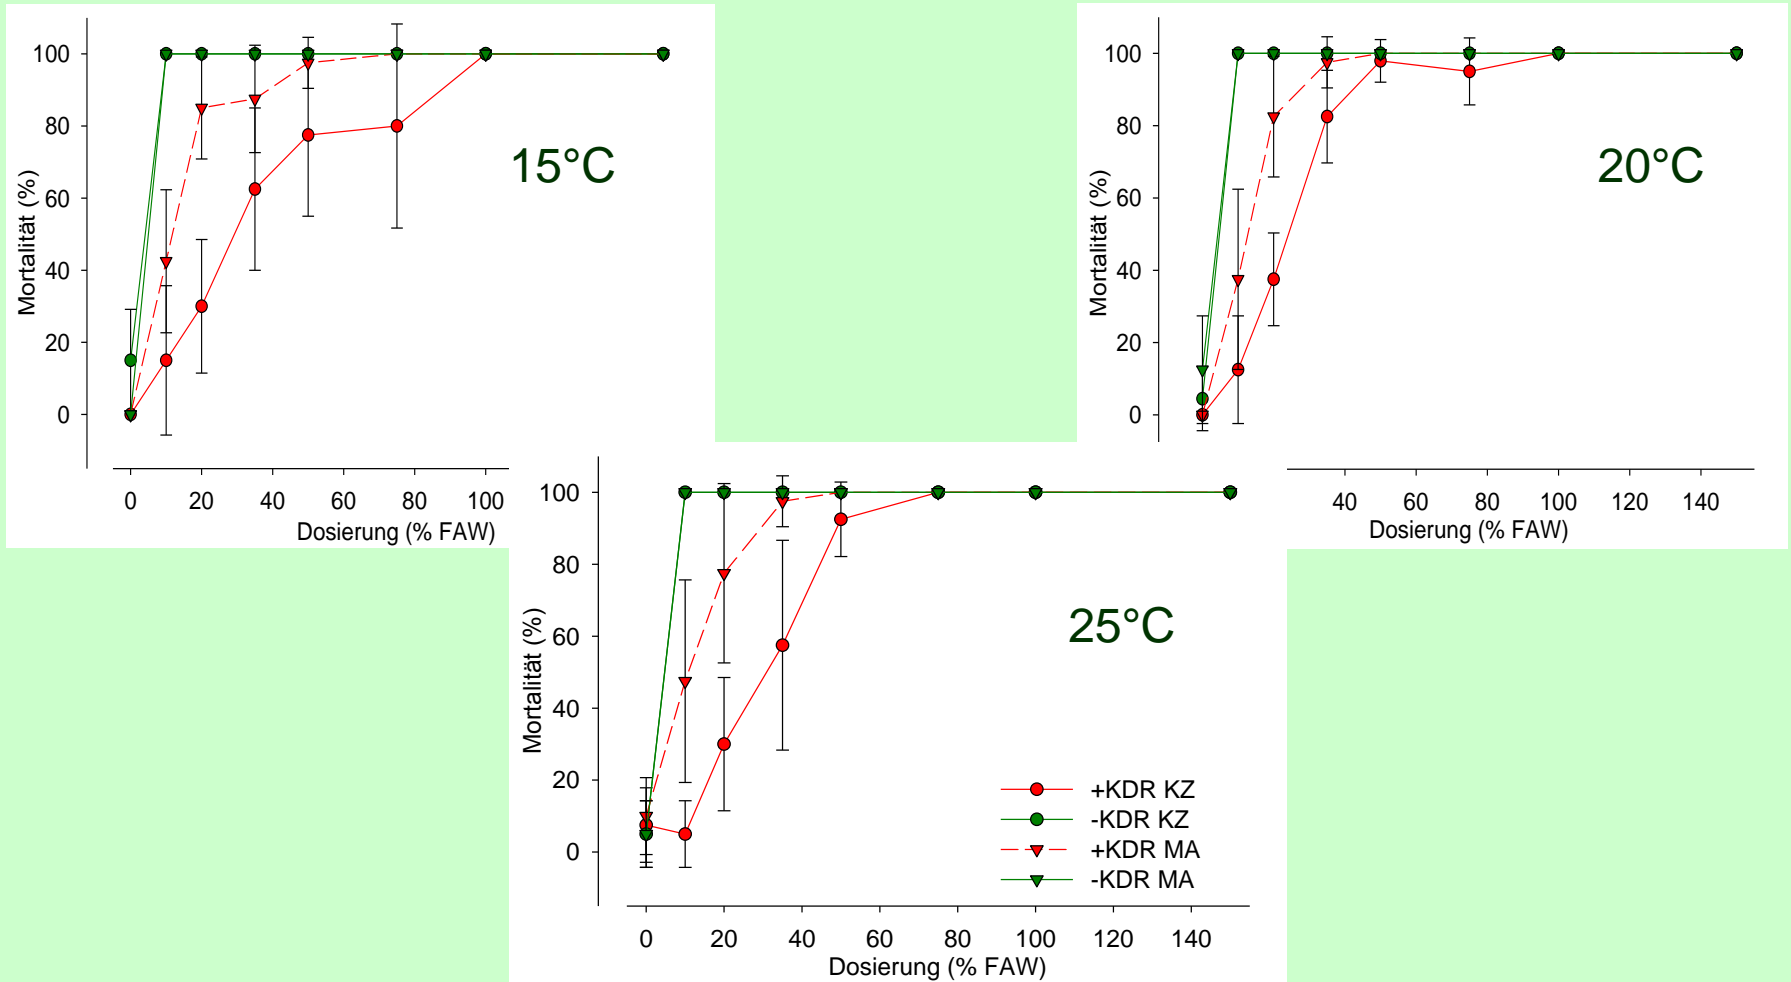 100
80
60
40
20
0
Mortalität (%)
15°C
0 20 40 60 80 100
Dosierung (% FAW)
100
80
60
40
20
0
Mortalität (%)
20°C
40 60 80 100 120 140
Dosierung (% FAW)
100
80
60
40
20
0
Mortalität (%)
25°C
+KDR KZ
-KDR KZ
+KDR MA
-KDR MA
0 20 40 60 80 100 120 140
Dosierung (% FAW)